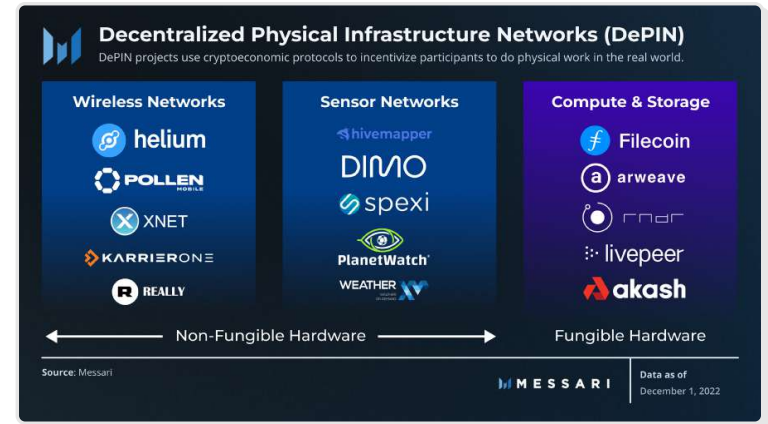 Decentralized Physical Infrastructure Networks (DePIN)
DePIN projects use cryptoeconomic protocols to incentivize participants to do physical work in the real world.
Wireless Networks
helium
POLLEN
MOBILE
XNET
KARRIERONE
R REALLY
Sensor Networks
hivemapper
DIMO
spexi
PlanetWatch
WEATHER
Compute & Storage
Filecoin
a arweave
rndr
livepeer
akash
Non-Fungible Hardware
Fungible Hardware
Source: Messari
MESSARI
Data as of
December 1, 2022